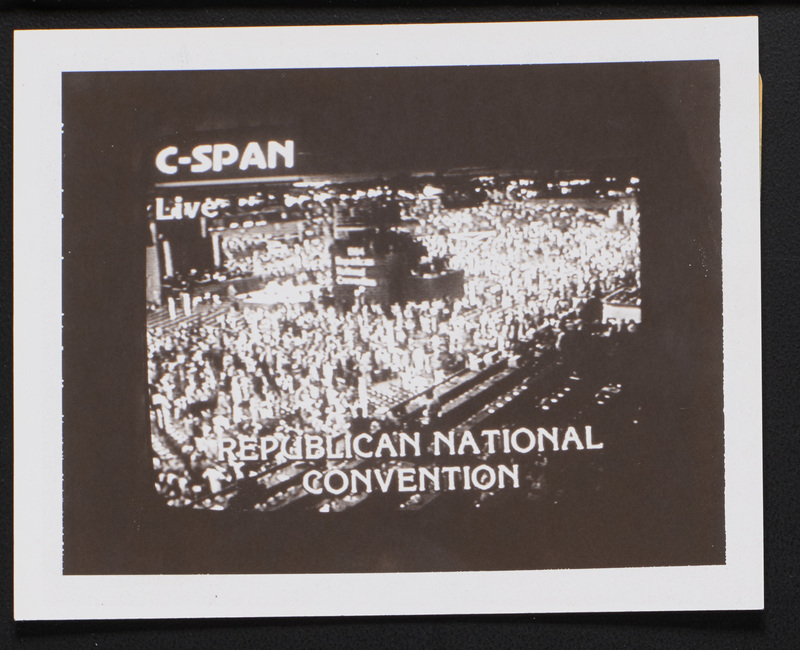 C-SPAN
Live
REPUBLICAN NATIONAL
CONVENTION